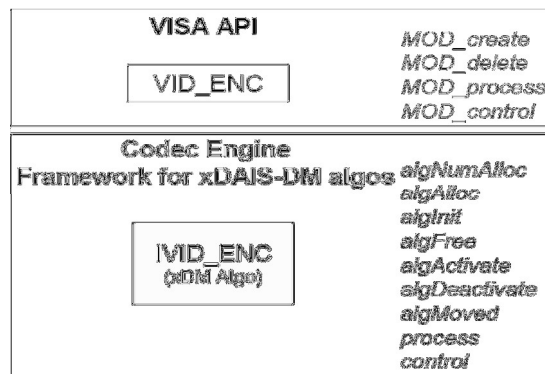 VISA API
VID_ENC
MOD_create
MOD_delete
MOD_process
MOD_control
Codec Engine
Framework for xDAIS-DM algos
IVID_ENC
(xDM Algo)
algNumAlloc
algAlloc
algInit
algFree
algActivate
algDeactivate
algMoved
process
control